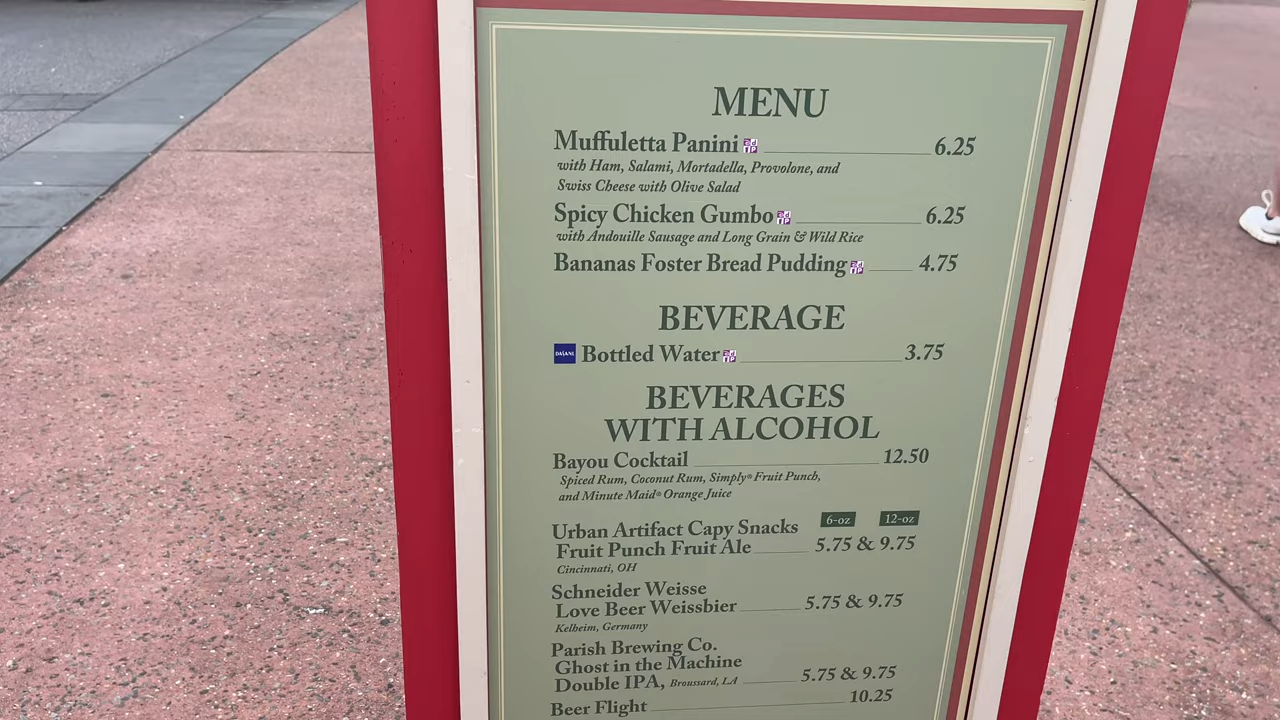 MENU
Muffuletta Panini 6.25
with Ham, Salami, Mortadella, Provolone, and
Swiss Cheese with Olive Salad
Spicy Chicken Gumbo 6.25
with Andouille Sausage and Long Grain & Wild Rice
Bananas Foster Bread Pudding 4.75
BEVERAGE
DASANI Bottled Water 3.75
BEVERAGES
WITH ALCOHOL
Bayou Cocktail 12.50
Spiced Rum, Coconut Rum, Simply® Fruit Punch,
and Minute Maid® Orange Juice
6-oz 12-oz
Urban Artifact Capy Snacks
Fruit Punch Fruit Ale 5.75 & 9.75
Cincinnati, OH
Schneider Weisse
Love Beer Weissbier 5.75 & 9.75
Kelheim, Germany
Parish Brewing Co.
Ghost in the Machine
Double IPA, Broussard, LA 5.75 & 9.75
Beer Flight 10.25